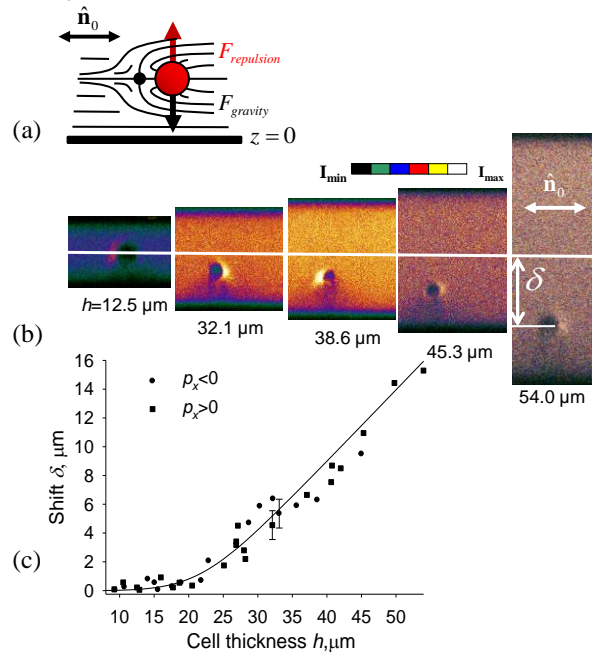 n̂₀
F_repulsion
F_gravity
(a)
z = 0
I_min I_max
n̂₀
δ
(b)
h=12.5 μm
32.1 μm
38.6 μm
45.3 μm
54.0 μm
16
14
12
10
8
6
4
2
0
Shift δ, μm
p_x<0
p_x>0
(c)
10 15 20 25 30 35 40 45 50
Cell thickness h,μm